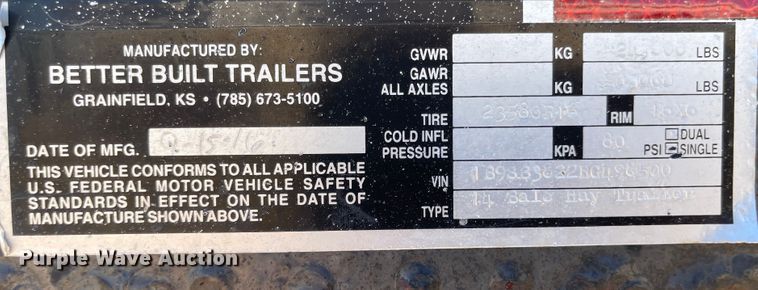 MANUFACTURED BY:
BETTER BUILT TRAILERS
GRAINFIELD, KS • (785) 673-5100
DATE OF MFG.
THIS VEHICLE CONFORMS TO ALL APPLICABLE
U.S. FEDERAL MOTOR VEHICLE SAFETY
STANDARDS IN EFFECT ON THE DATE OF
MANUFACTURE SHOWN ABOVE.
GVWR KG LBS
GAWR
ALL AXLES KG LBS
TIRE RIM
COLD INFL
PRESSURE KPA 80 PSI DUAL
SINGLE
VIN
TYPE 14 Bale Hay Trailer
Purple Wave Auction